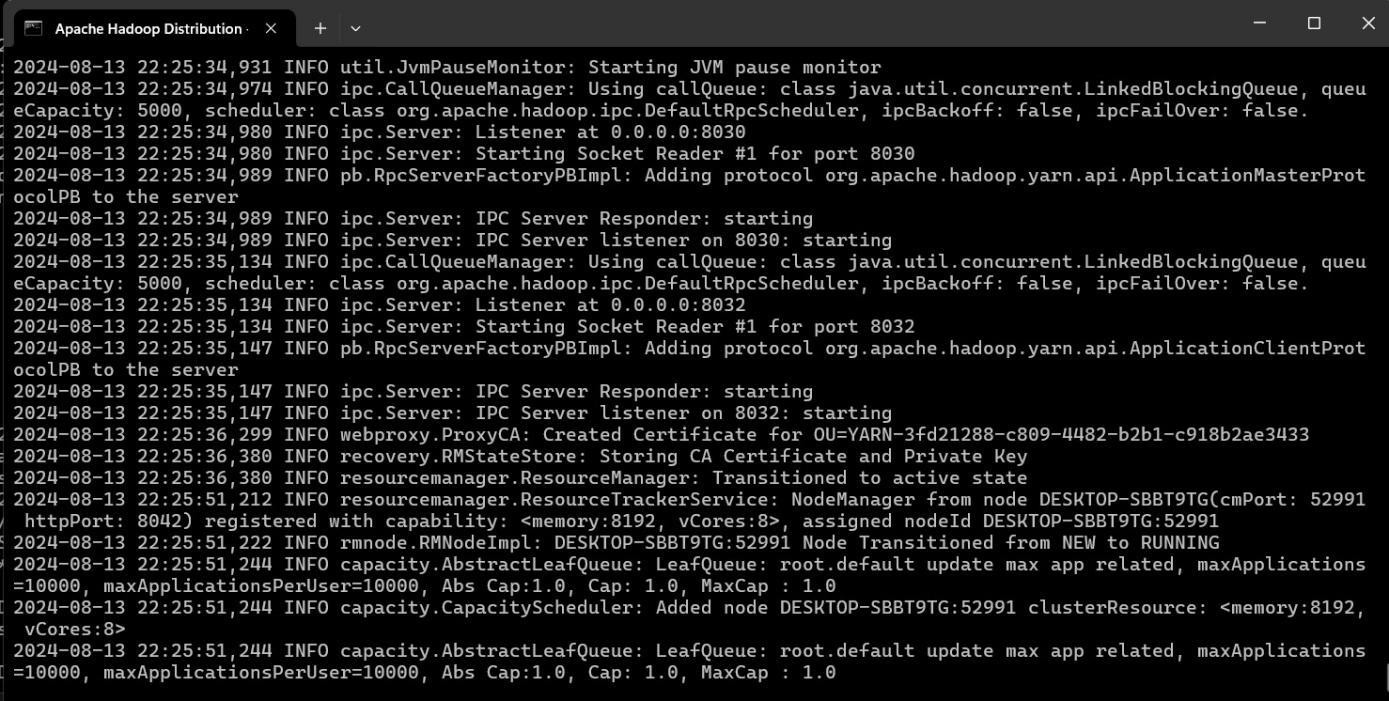 Apache Hadoop Distribution
2024-08-13 22:25:34,931 INFO util.JvmPauseMonitor: Starting JVM pause monitor
2024-08-13 22:25:34,974 INFO ipc.CallQueueManager: Using callQueue: class java.util.concurrent.LinkedBlockingQueue, queu
eCapacity: 5000, scheduler: class org.apache.hadoop.ipc.DefaultRpcScheduler, ipcBackoff: false, ipcFailOver: false.
2024-08-13 22:25:34,980 INFO ipc.Server: Listener at 0.0.0.0:8030
2024-08-13 22:25:34,980 INFO ipc.Server: Starting Socket Reader #1 for port 8030
2024-08-13 22:25:34,989 INFO pb.RpcServerFactoryPBImpl: Adding protocol org.apache.hadoop.yarn.api.ApplicationMasterProt
ocolPB to the server
2024-08-13 22:25:34,989 INFO ipc.Server: IPC Server Responder: starting
2024-08-13 22:25:34,989 INFO ipc.Server: IPC Server listener on 8030: starting
2024-08-13 22:25:35,134 INFO ipc.CallQueueManager: Using callQueue: class java.util.concurrent.LinkedBlockingQueue, queu
eCapacity: 5000, scheduler: class org.apache.hadoop.ipc.DefaultRpcScheduler, ipcBackoff: false, ipcFailOver: false.
2024-08-13 22:25:35,134 INFO ipc.Server: Listener at 0.0.0.0:8032
2024-08-13 22:25:35,134 INFO ipc.Server: Starting Socket Reader #1 for port 8032
2024-08-13 22:25:35,147 INFO pb.RpcServerFactoryPBImpl: Adding protocol org.apache.hadoop.yarn.api.ApplicationClientProt
ocolPB to the server
2024-08-13 22:25:35,147 INFO ipc.Server: IPC Server Responder: starting
2024-08-13 22:25:35,147 INFO ipc.Server: IPC Server listener on 8032: starting
2024-08-13 22:25:36,299 INFO webproxy.ProxyCA: Created Certificate for OU=YARN-3fd21288-c809-4482-b2b1-c918b2ae3433
2024-08-13 22:25:36,380 INFO recovery.RMStateStore: Storing CA Certificate and Private Key
2024-08-13 22:25:36,380 INFO resourcemanager.ResourceManager: Transitioned to active state
2024-08-13 22:25:51,212 INFO resourcemanager.ResourceTrackerService: NodeManager from node DESKTOP-SBBT9TG(cmPort: 52991
 httpPort: 8042) registered with capability: <memory:8192, vCores:8>, assigned nodeId DESKTOP-SBBT9TG:52991
2024-08-13 22:25:51,222 INFO rmnode.RMNodeImpl: DESKTOP-SBBT9TG:52991 Node Transitioned from NEW to RUNNING
2024-08-13 22:25:51,244 INFO capacity.AbstractLeafQueue: LeafQueue: root.default update max app related, maxApplications
=10000, maxApplicationsPerUser=10000, Abs Cap:1.0, Cap: 1.0, MaxCap : 1.0
2024-08-13 22:25:51,244 INFO capacity.CapacityScheduler: Added node DESKTOP-SBBT9TG:52991 clusterResource: <memory:8192,
 vCores:8>
2024-08-13 22:25:51,244 INFO capacity.AbstractLeafQueue: LeafQueue: root.default update max app related, maxApplications
=10000, maxApplicationsPerUser=10000, Abs Cap:1.0, Cap: 1.0, MaxCap : 1.0